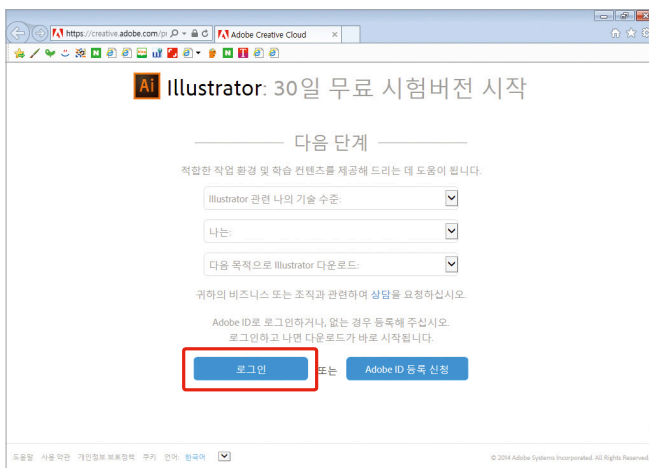 https://creative.adobe.com/pr
Adobe Creative Cloud
Ai Illustrator: 30일 무료 시험버전 시작
다음 단계
적합한 작업 환경 및 학습 컨텐츠를 제공해 드리는 데 도움이 됩니다.
Illustrator 관련 나의 기술 수준:
나는:
다음 목적으로 Illustrator 다운로드:
귀하의 비즈니스 또는 조직과 관련하여 상담을 요청하십시오.
Adobe ID로 로그인하거나, 없는 경우 등록해 주십시오.
로그인하고 나면 다운로드가 바로 시작됩니다.
로그인 또는 Adobe ID 등록 신청
도움말 사용 약관 개인정보 보호정책 쿠키 언어: 한국어
© 2014 Adobe Systems Incorporated. All Rights Reserved.